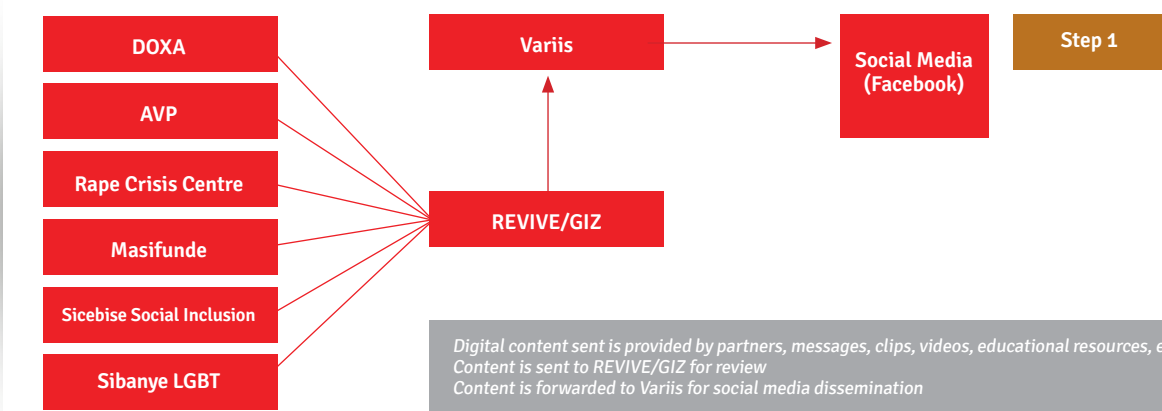 DOXA
AVP
Rape Crisis Centre
Masifunde
Sicebise Social Inclusion
Sibanye LGBT
Variis
REVIVE/GIZ
Social Media
(Facebook)
Step 1
Digital content sent is provided by partners, messages, clips, videos, educational resources,
Content is sent to REVIVE/GIZ for review
Content is forwarded to Variis for social media dissemination